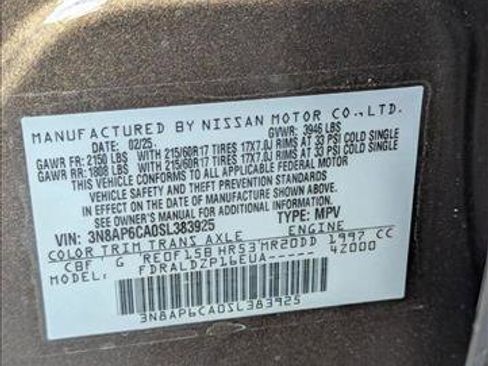 MANUFACTURED BY NISSAN MOTOR CO., LTD.
DATE: 02/25 GVWR: 3946 LBS
GAWR FR: 2150 LBS WITH 215/60R17 TIRES 17X7.0J RIMS AT 33 PSI COLD SINGLE
GAWR RR: 1808 LBS WITH 215/60R17 TIRES 17X7.0J RIMS AT 33 PSI COLD SINGLE
THIS VEHICLE CONFORMS TO ALL APPLICABLE FEDERAL MOTOR
VEHICLE SAFETY AND THEFT PREVENTION STANDARDS
IN EFFECT ON THE DATE OF MANUFACTURE SHOWN ABOVE.
SEE OWNER'S MANUAL FOR ADDITIONAL INFORMATION.
VIN: 3N8AP6CA0SL383925 TYPE: MPV
COLOR TRIM TRANS AXLE ENGINE
CBF G RE0F15B HR53 MR20DD 1997 CC
MODEL: FDRALDZP16EUA----- 4Z000
3N8AP6CA0SL383925